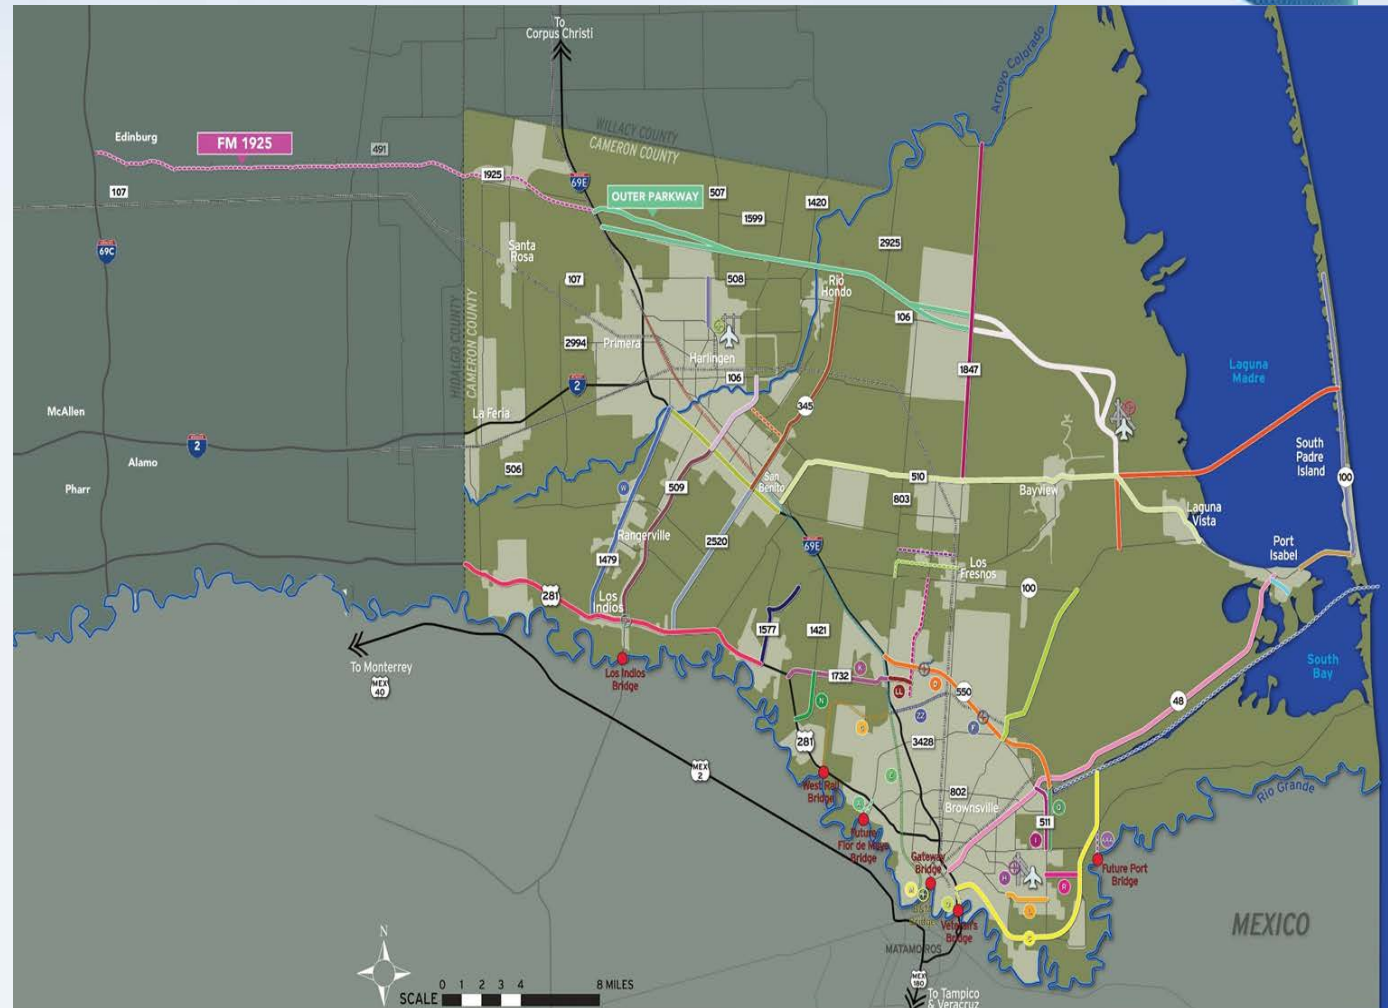 To
Corpus Christi
Arroyo Colorado
WILLACY COUNTY
CAMERON COUNTY
Edinburg
FM 1925
491
1925
107
69E
OUTER PARKWAY
507
1599
1420
2925
69C
Santa
Rosa
107
508
Rio
Hondo
106
HIDALGO COUNTY
CAMERON COUNTY
2994
Primera
Harlingen
106
1847
Laguna
Madre
2
McAllen
La Feria
345
2
Alamo
Pharr
506
509
San
Benito
510
803
Bayview
South
Padre
Island
100
Laguna
Vista
W
Rangerville
2520
69E
Port
Isabel
1479
Los
Fresnos
281
Los
Indios
100
1577
1421
To Monterrey
MEX
40
Los Indios
Bridge
1732
LL
550
South
Bay
48
N
ZZ
F
281
3428
MEX
2
West Rail
Bridge
802
Brownsville
Rio Grande
Future
Flor de Mayo
Bridge
511
I
Gateway
Bridge
H
R
Future Port
Bridge
Veteran's
Bridge
MATAMOROS
MEXICO
N
MEX
180
To Tampico
& Veracruz
SCALE
0 1 2 3 4 8 MILES